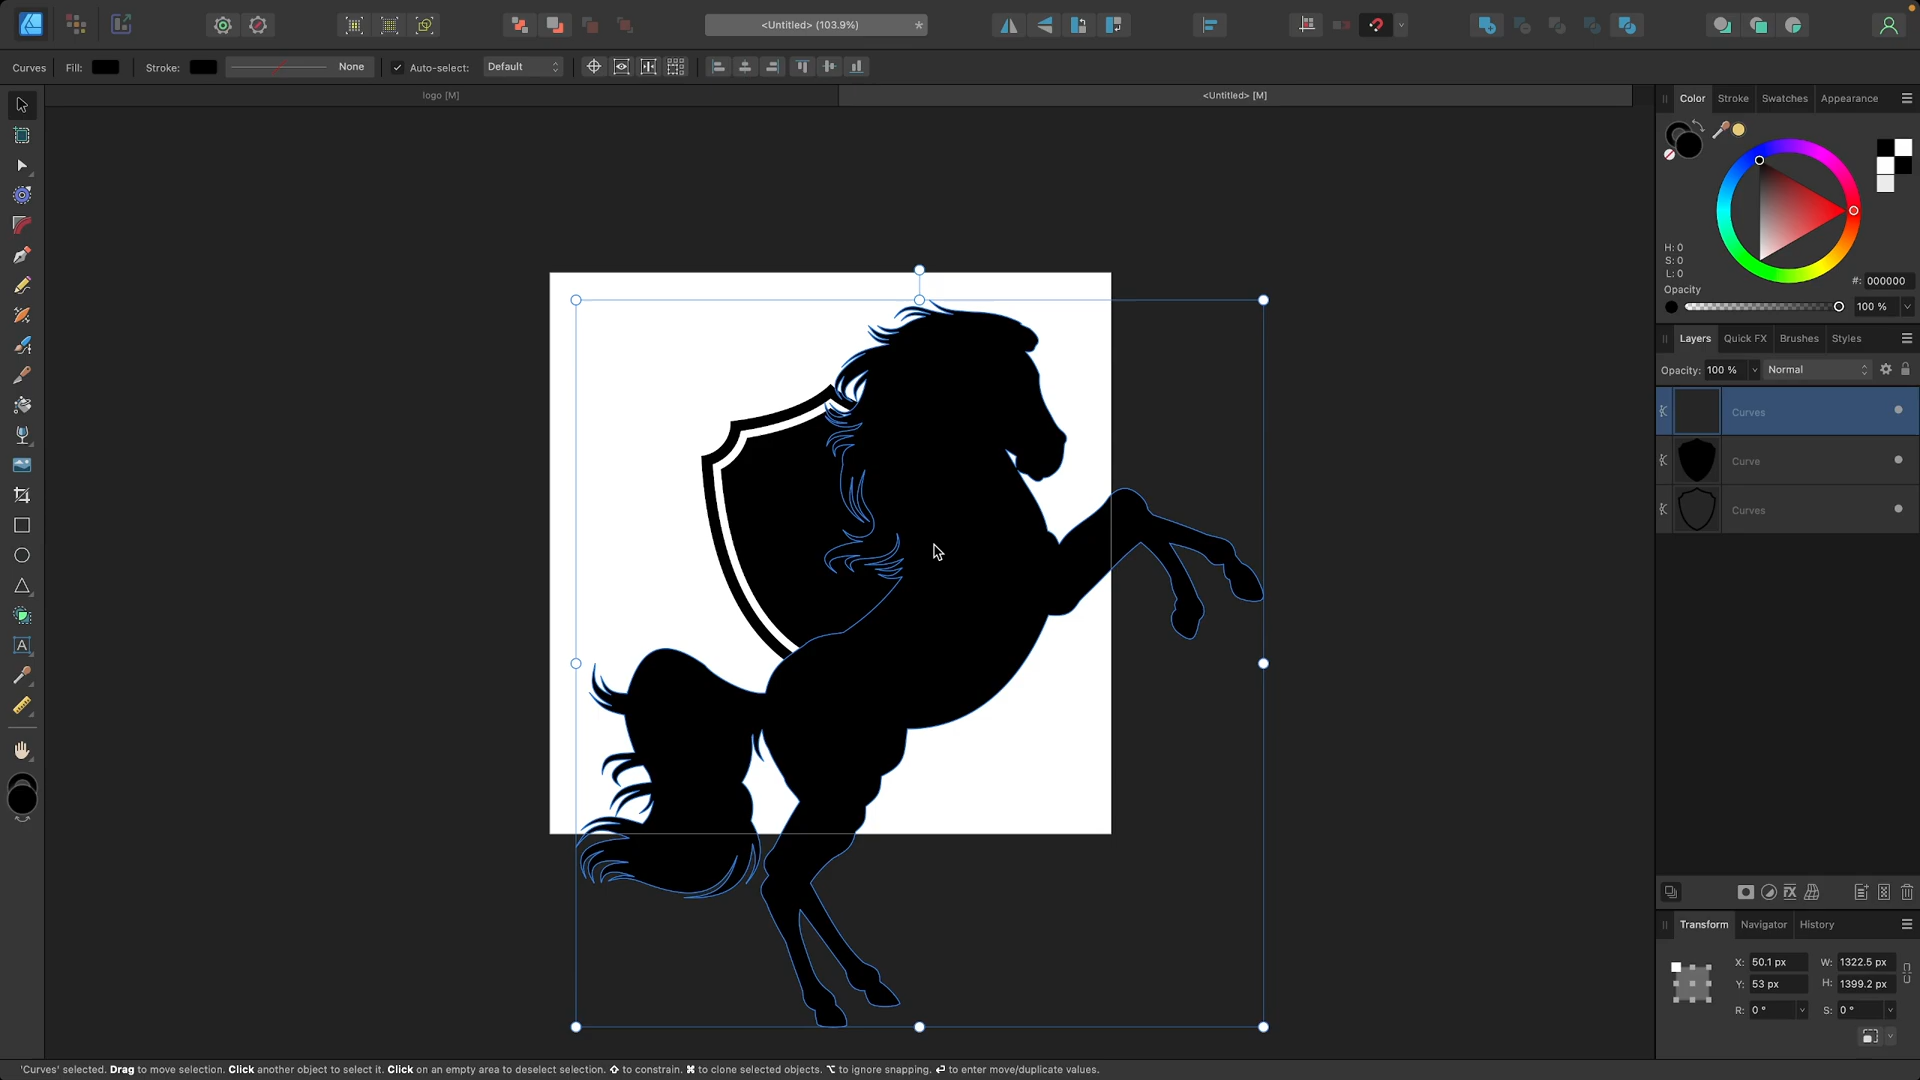 <Untitled> (103.9%)
*
Curves
Fill:
Stroke:
None
Auto-select:
Default
logo [M]
<Untitled> [M]
Color
Stroke
Swatches
Appearance
H: 0
S: 0
L: 0
#: 000000
Opacity
100 %
Layers
Quick FX
Brushes
Styles
Opacity: 100 %
Normal
Curves
Curve
Curves
FX
A
Transform
Navigator
History
X: 50.1 px
W: 1322.5 px
Y: 53 px
H: 1399.2 px
R: 0 °
S: 0 °
'Curves' selected. Drag to move selection. Click another object to select it. Click on an empty area to deselect selection. ⇧ to constrain. ⌘ to clone selected objects. ⌥ to ignore snapping. ↩ to enter move/duplicate values.